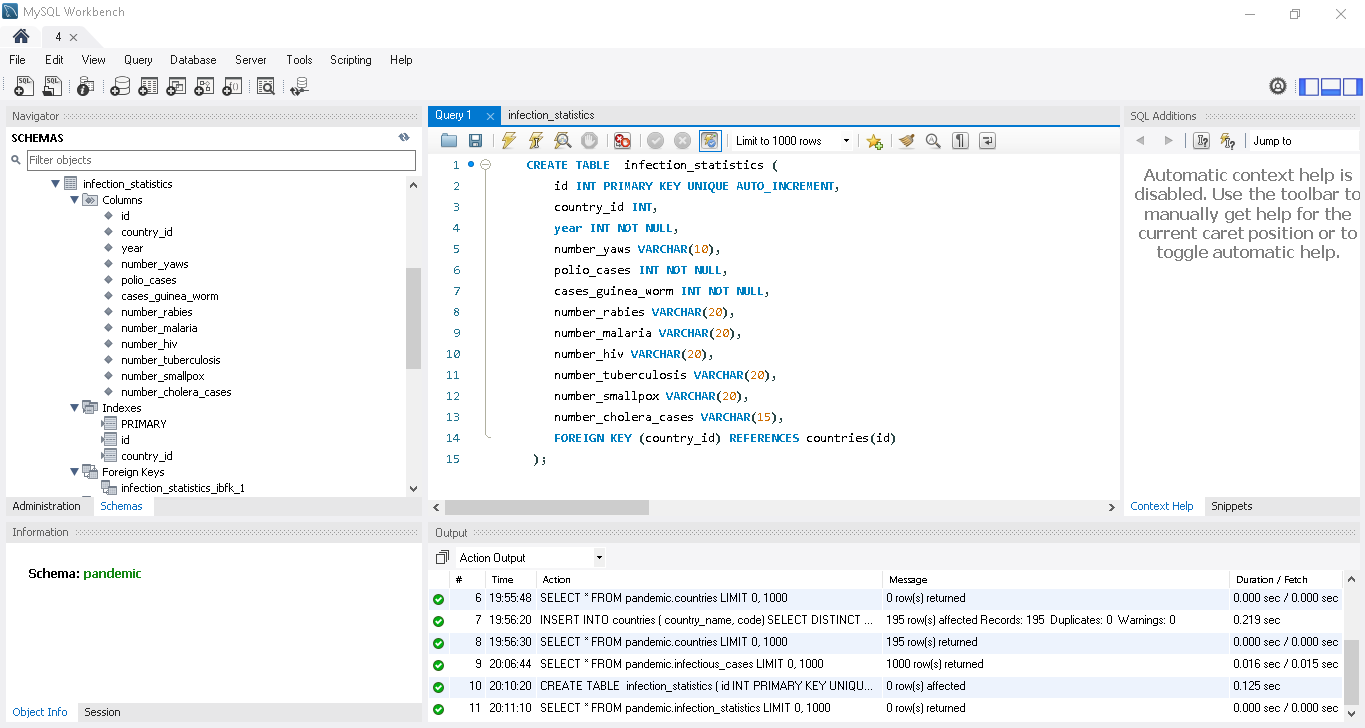 MySQL Workbench
4
File Edit View Query Database Server Tools Scripting Help
Navigator
SCHEMAS
Filter objects
infection_statistics
Columns
id
country_id
year
number_yaws
polio_cases
cases_guinea_worm
number_rabies
number_malaria
number_hiv
number_tuberculosis
number_smallpox
number_cholera_cases
Indexes
PRIMARY
id
country_id
Foreign Keys
infection_statistics_ibfk_1
Administration Schemas
Information
Schema: pandemic
Object Info Session
Query 1 infection_statistics
Limit to 1000 rows
1 CREATE TABLE  infection_statistics (
2 id INT PRIMARY KEY UNIQUE AUTO_INCREMENT,
3 country_id INT,
4 year INT NOT NULL,
5 number_yaws VARCHAR(10),
6 polio_cases INT NOT NULL,
7 cases_guinea_worm INT NOT NULL,
8 number_rabies VARCHAR(20),
9 number_malaria VARCHAR(20),
10 number_hiv VARCHAR(20),
11 number_tuberculosis VARCHAR(20),
12 number_smallpox VARCHAR(20),
13 number_cholera_cases VARCHAR(15),
14 FOREIGN KEY (country_id) REFERENCES countries(id)
15 );
SQL Additions
Jump to
Automatic context help is
disabled. Use the toolbar to
manually get help for the
current caret position or to
toggle automatic help.
Context Help Snippets
Output
Action Output
# Time Action Message Duration / Fetch
6 19:55:48 SELECT * FROM pandemic.countries LIMIT 0, 1000 0 row(s) returned 0.000 sec / 0.000 sec
7 19:56:20 INSERT INTO countries ( country_name, code) SELECT DISTINCT ... 195 row(s) affected Records: 195  Duplicates: 0  Warnings: 0 0.219 sec
8 19:56:30 SELECT * FROM pandemic.countries LIMIT 0, 1000 195 row(s) returned 0.000 sec / 0.000 sec
9 20:06:44 SELECT * FROM pandemic.infectious_cases LIMIT 0, 1000 1000 row(s) returned 0.016 sec / 0.015 sec
10 20:10:20 CREATE TABLE  infection_statistics ( id INT PRIMARY KEY UNIQU... 0 row(s) affected 0.125 sec
11 20:11:10 SELECT * FROM pandemic.infection_statistics LIMIT 0, 1000 0 row(s) returned 0.000 sec / 0.000 sec